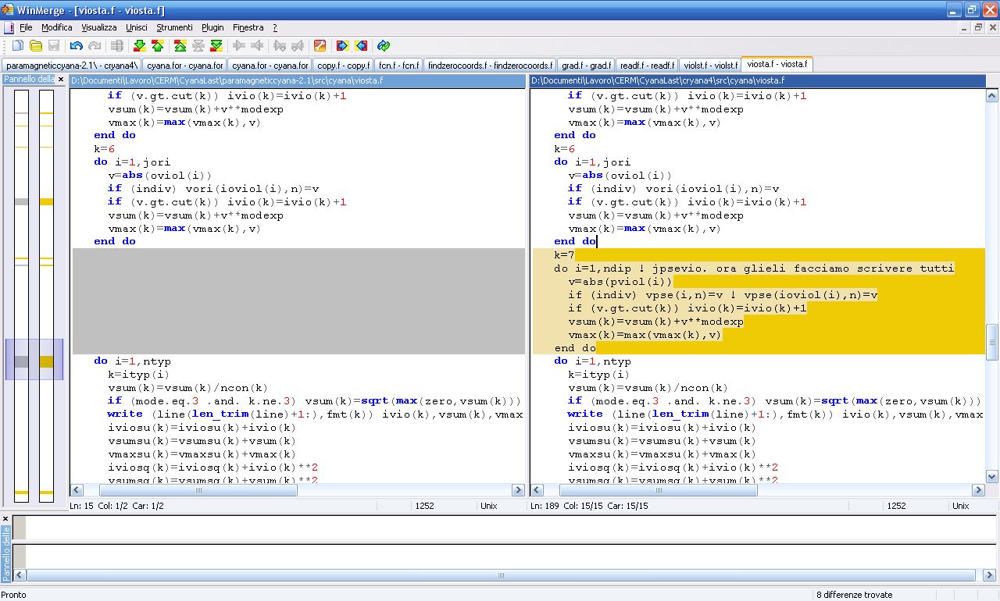 WinMerge - [viosta.f - viosta.f]
File Modifica Visualizza Unisci Strumenti Plugin Finestra ?
paramagneticcyana-2.1\ - cryana4\ cyana.for - cyana.for cyana.for - cyana.for copy.f - copy.f fcn.f - fcn.f findzerocoords.f - findzerocoords.f grad.f - grad.f readf.f - readf.f violst.f - violst.f viosta.f - viosta.f
Pannello della
D:\Documenti\Lavoro\CERM\CyanaLast\paramagneticcyana-2.1\src\cyana\viosta.f
if (v.gt.cut(k)) ivio(k)=ivio(k)+1
vsum(k)=vsum(k)+v**modexp
vmax(k)=max(vmax(k),v)
end do
k=6
do i=1,jori
v=abs(oviol(i))
if (indiv) vori(ioviol(i),n)=v
if (v.gt.cut(k)) ivio(k)=ivio(k)+1
vsum(k)=vsum(k)+v**modexp
vmax(k)=max(vmax(k),v)
end do
do i=1,ntyp
k=ityp(i)
vsum(k)=vsum(k)/ncon(k)
if (mode.eq.3 .and. k.ne.3) vsum(k)=sqrt(max(zero,vsum(k)))
write (line(len_trim(line)+1:),fmt(k)) ivio(k),vsum(k),vmax
iviosu(k)=iviosu(k)+ivio(k)
vsumsu(k)=vsumsu(k)+vsum(k)
vmaxsu(k)=vmaxsu(k)+vmax(k)
iviosq(k)=iviosq(k)+ivio(k)**2
vsumsq(k)=vsumsq(k)+vsum(k)**2
Ln: 15 Col: 1/2 Car: 1/2 1252 Unix
D:\Documenti\Lavoro\CERM\CyanaLast\cryana4\src\cyana\viosta.f
if (v.gt.cut(k)) ivio(k)=ivio(k)+1
vsum(k)=vsum(k)+v**modexp
vmax(k)=max(vmax(k),v)
end do
k=6
do i=1,jori
v=abs(oviol(i))
if (indiv) vori(ioviol(i),n)=v
if (v.gt.cut(k)) ivio(k)=ivio(k)+1
vsum(k)=vsum(k)+v**modexp
vmax(k)=max(vmax(k),v)
end do
k=7
do i=1,ndip ! jpsevio. ora glieli facciamo scrivere tutti
v=abs(pviol(i))
if (indiv) vpse(i,n)=v ! vpse(ioviol(i),n)=v
if (v.gt.cut(k)) ivio(k)=ivio(k)+1
vsum(k)=vsum(k)+v**modexp
vmax(k)=max(vmax(k),v)
end do
do i=1,ntyp
k=ityp(i)
vsum(k)=vsum(k)/ncon(k)
if (mode.eq.3 .and. k.ne.3) vsum(k)=sqrt(max(zero,vsum(k)))
write (line(len_trim(line)+1:),fmt(k)) ivio(k),vsum(k),vmax
iviosu(k)=iviosu(k)+ivio(k)
vsumsu(k)=vsumsu(k)+vsum(k)
vmaxsu(k)=vmaxsu(k)+vmax(k)
iviosq(k)=iviosq(k)+ivio(k)**2
vsumsq(k)=vsumsq(k)+vsum(k)**2
Ln: 189 Col: 15/15 Car: 15/15 1252 Unix
Pannello delle
Pronto 8 differenze trovate